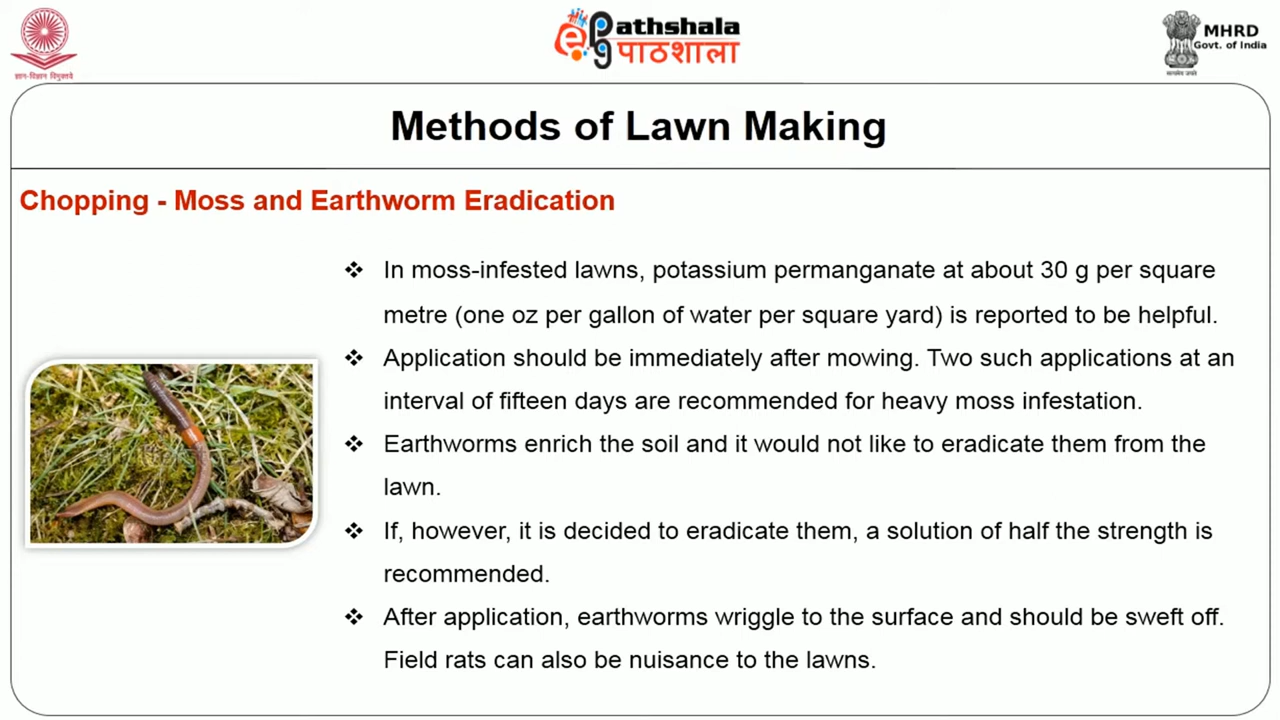 ज्ञान-विज्ञान विमुक्तये
ePathshala
पाठशाला
MHRD
Govt. of India
सत्यमेव जयते
Methods of Lawn Making
Chopping - Moss and Earthworm Eradication
❖ In moss-infested lawns, potassium permanganate at about 30 g per square
metre (one oz per gallon of water per square yard) is reported to be helpful.
❖ Application should be immediately after mowing. Two such applications at an
interval of fifteen days are recommended for heavy moss infestation.
❖ Earthworms enrich the soil and it would not like to eradicate them from the
lawn.
❖ If, however, it is decided to eradicate them, a solution of half the strength is
recommended.
❖ After application, earthworms wriggle to the surface and should be sweft off.
Field rats can also be nuisance to the lawns.